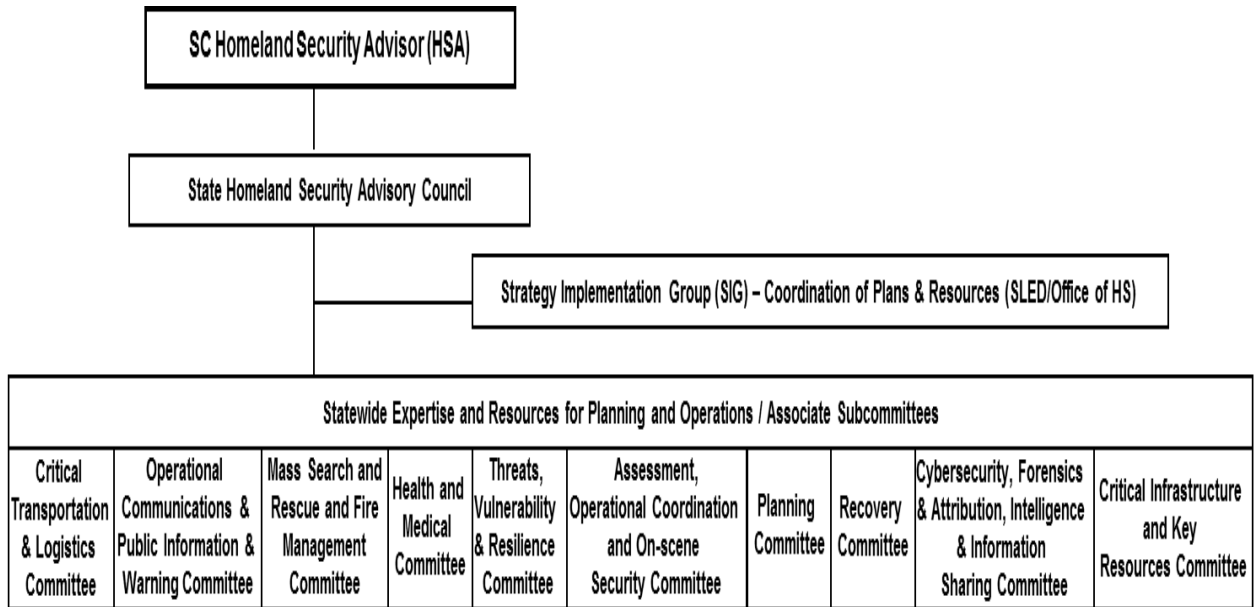 SC Homeland Security Advisor (HSA)
State Homeland Security Advisory Council
Strategy Implementation Group (SIG) – Coordination of Plans & Resources (SLED/Office of HS)
Statewide Expertise and Resources for Planning and Operations / Associate Subcommittees
Critical
Transportation
& Logistics
Committee
Operational
Communications &
Public Information &
Warning Committee
Mass Search and
Rescue and Fire
Management
Committee
Health and
Medical
Committee
Threats,
Vulnerability
& Resilience
Committee
Assessment,
Operational Coordination
and On-scene
Security Committee
Planning
Committee
Recovery
Committee
Cybersecurity, Forensics
& Attribution, Intelligence
& Information
Sharing Committee
Critical Infrastructure
and Key
Resources Committee